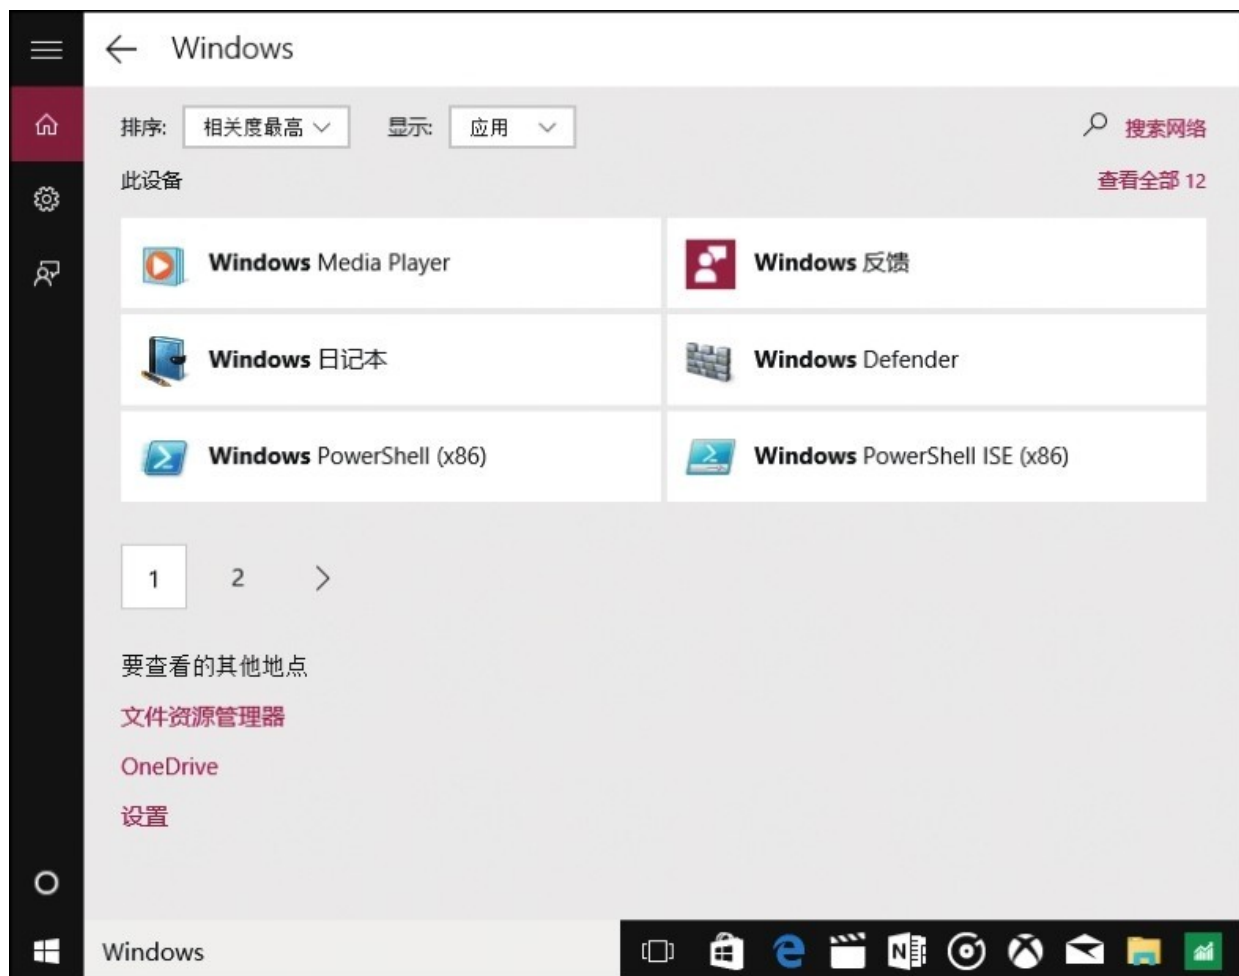 Windows
排序: 相关度最高 显示: 应用 搜索网络
此设备 查看全部 12
Windows Media Player Windows 反馈
Windows 日记本 Windows Defender
Windows PowerShell (x86) Windows PowerShell ISE (x86)
1 2
要查看的其他地点
文件资源管理器
OneDrive
设置
Windows